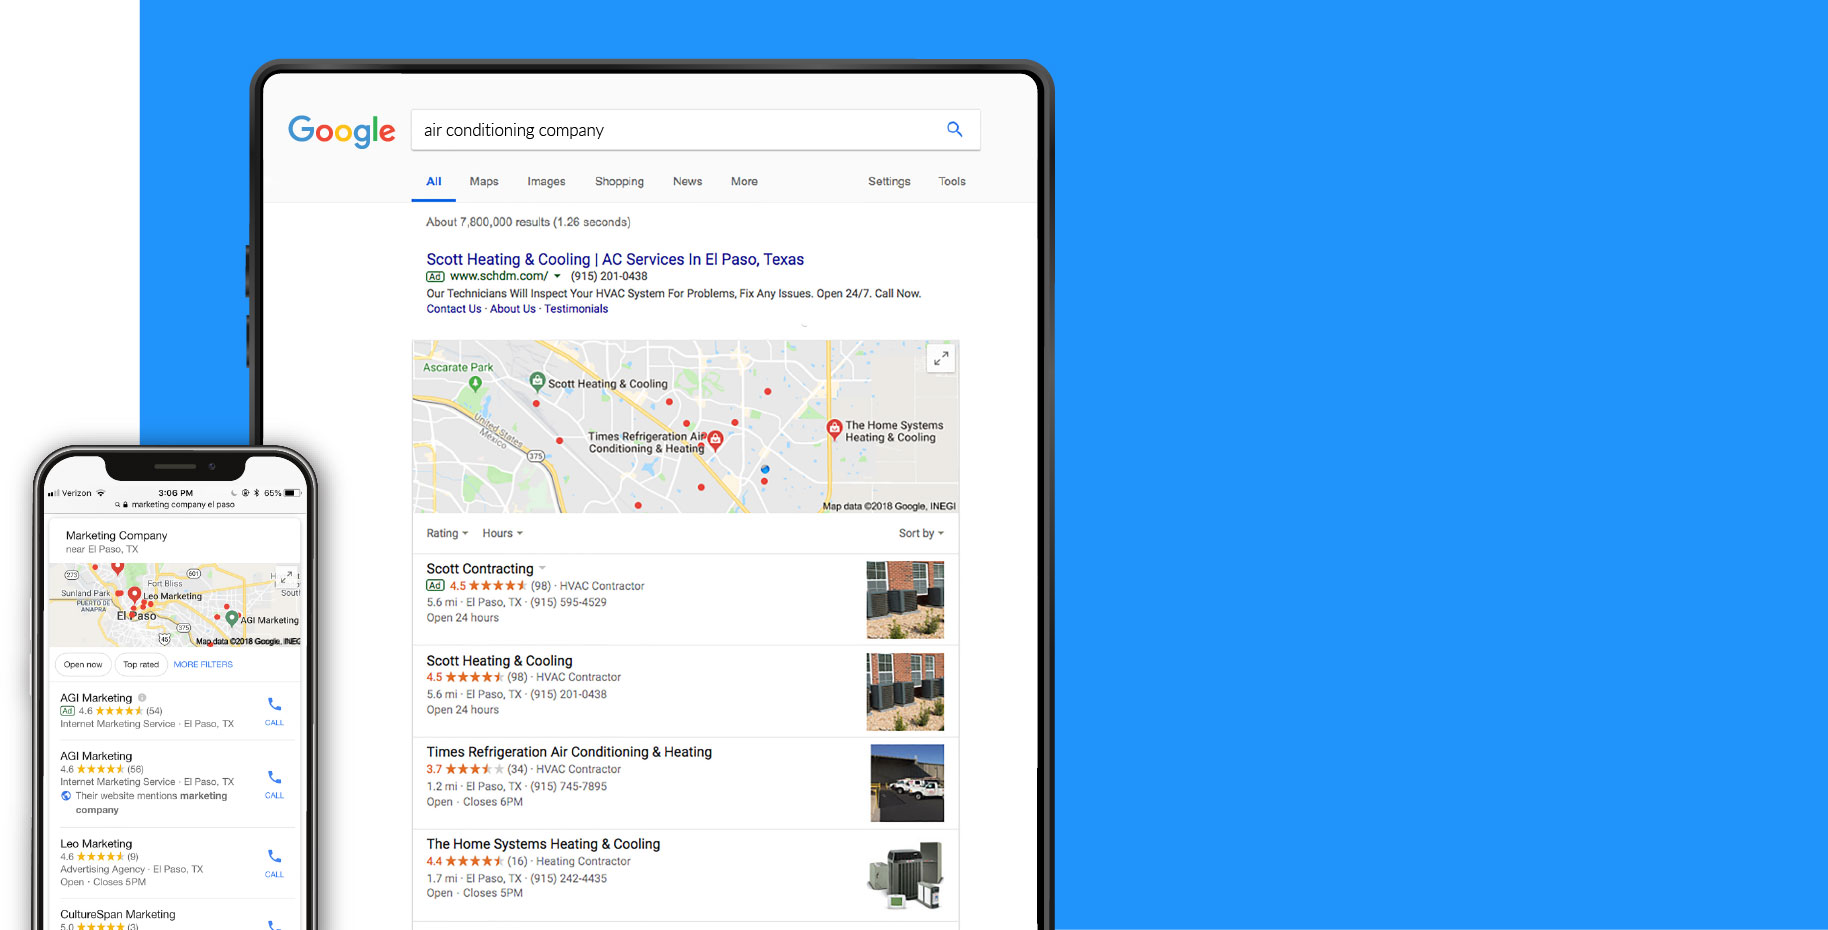 Google
air conditioning company
All Maps Images Shopping News More Settings Tools
About 7,800,000 results (1.26 seconds)
Scott Heating & Cooling | AC Services In El Paso, Texas
Ad www.schdm.com/ (915) 201-0438
Our Technicians Will Inspect Your HVAC System For Problems, Fix Any Issues. Open 24/7. Call Now.
Contact Us · About Us · Testimonials
Ascarate Park
Scott Heating & Cooling
United States
Mexico
375
Times Refrigeration Air
Conditioning & Heating
The Home Systems
Heating & Cooling
Map data ©2018 Google, INEGI
Rating Hours Sort by
Scott Contracting
Ad 4.5 (98) · HVAC Contractor
5.6 mi · El Paso, TX · (915) 595-4529
Open 24 hours
Scott Heating & Cooling
4.5 (98) · HVAC Contractor
5.6 mi · El Paso, TX · (915) 201-0438
Open 24 hours
Times Refrigeration Air Conditioning & Heating
3.7 (34) · HVAC Contractor
1.2 mi · El Paso, TX · (915) 745-7895
Open · Closes 6PM
The Home Systems Heating & Cooling
4.4 (16) · Heating Contractor
1.7 mi · El Paso, TX · (915) 242-4435
Open · Closes 5PM
Verizon 3:06 PM 65%
marketing company el paso
Marketing Company
near El Paso, TX
273
601
Fort Bliss
Sunland Park
PUERTO DE
ANAPRA
Leo Marketing
El Paso
375
45
AGI Marketing
Map data ©2018 Google, INEG
Open now Top rated MORE FILTERS
AGI Marketing
Ad 4.6 (54)
Internet Marketing Service · El Paso, TX
CALL
AGI Marketing
4.6 (56)
Internet Marketing Service · El Paso, TX
Their website mentions marketing
company
CALL
Leo Marketing
4.6 (9)
Advertising Agency · El Paso, TX
Open · Closes 5PM
CALL
CultureSpan Marketing
5.0 (3)